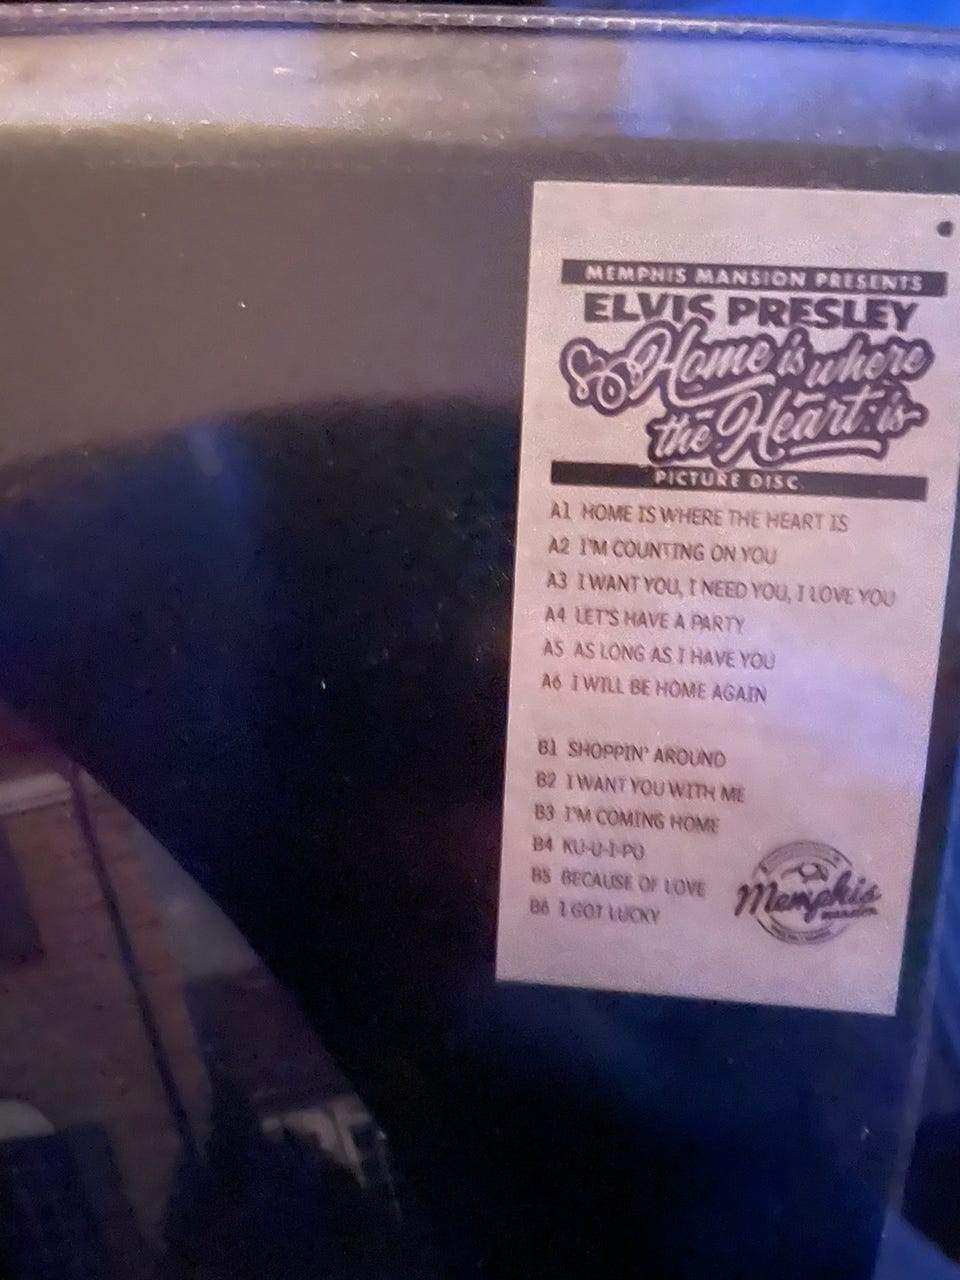 MEMPHIS MANSION PRESENTS
ELVIS PRESLEY
Home is where
the Heart is
PICTURE DISC
A1 HOME IS WHERE THE HEART IS
A2 I'M COUNTING ON YOU
A3 I WANT YOU, I NEED YOU, I LOVE YOU
A4 LET'S HAVE A PARTY
A5 AS LONG AS I HAVE YOU
A6 I WILL BE HOME AGAIN
B1 SHOPPIN' AROUND
B2 I WANT YOU WITH ME
B3 I'M COMING HOME
B4 KU-U-I-PO
B5 BECAUSE OF LOVE
B6 I GOT LUCKY
Memphis
mansion